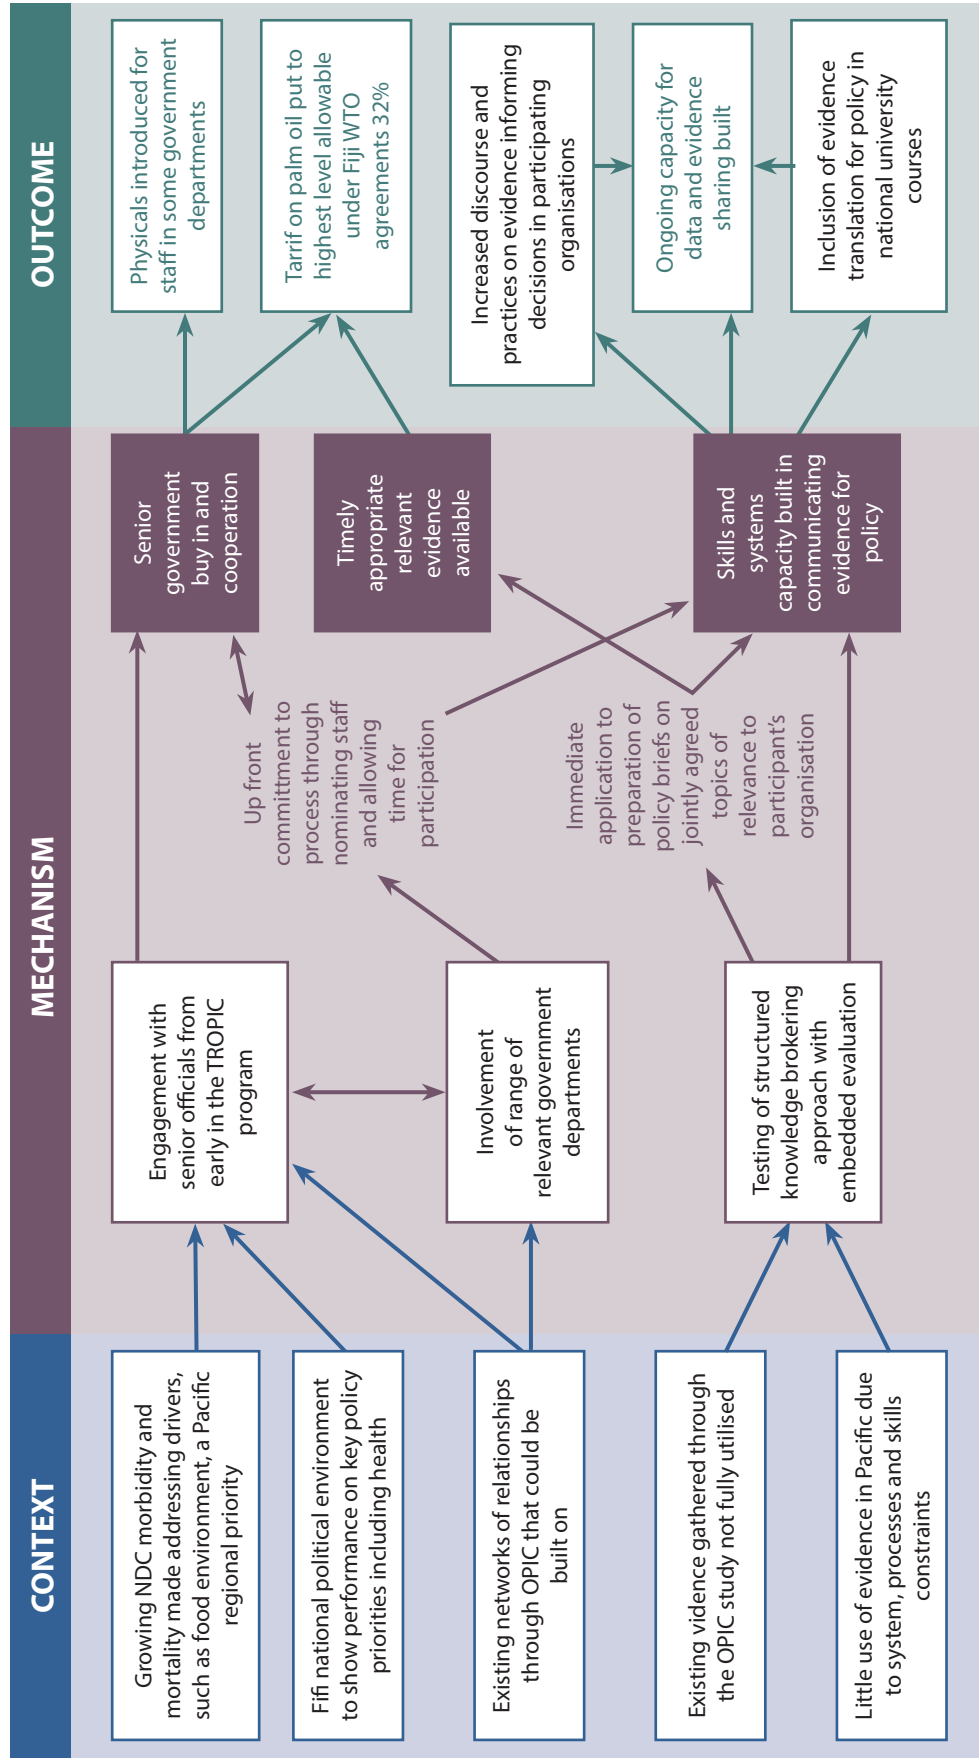 CONTEXT
MECHANISM
OUTCOME
Growing NDC morbidity and
mortality made addressing drivers,
such as food environment, a Pacific
regional priority
Fifi national political environment
to show performance on key policy
priorities including health
Existing networks of relationships
through OPIC that could be
built on
Existing vidence gathered through
the OPIC study not fully utilised
Little use of evidence in Pacific due
to system, processes and skills
constraints
Engagement with
senior officials from
early in the TROPIC
program
Involvement
of range of
relevant government
departments
Testing of structured
knowledge brokering
approach with
embedded evaluation
Up front
committment to
process through
nominating staff
and allowing
time for
participation
Immediate
application to
preparation of
policy briefs on
jointly agreed
topics of
relevance to
participant's
organisation
Senior
government
buy in and
cooperation
Timely
appropriate
relevant
evidence
available
Skills and
systems
capacity built in
communicating
evidence for
policy
Physicals introduced for
staff in some government
departments
Tarrif on palm oil put to
highest level allowable
under Fiji WTO
agreements 32%
Increased discourse and
practices on evidence informing
decisions in participating
organisations
Ongoing capacity for
data and evidence
sharing built
Inclusion of evidence
translation for policy in
national university
courses